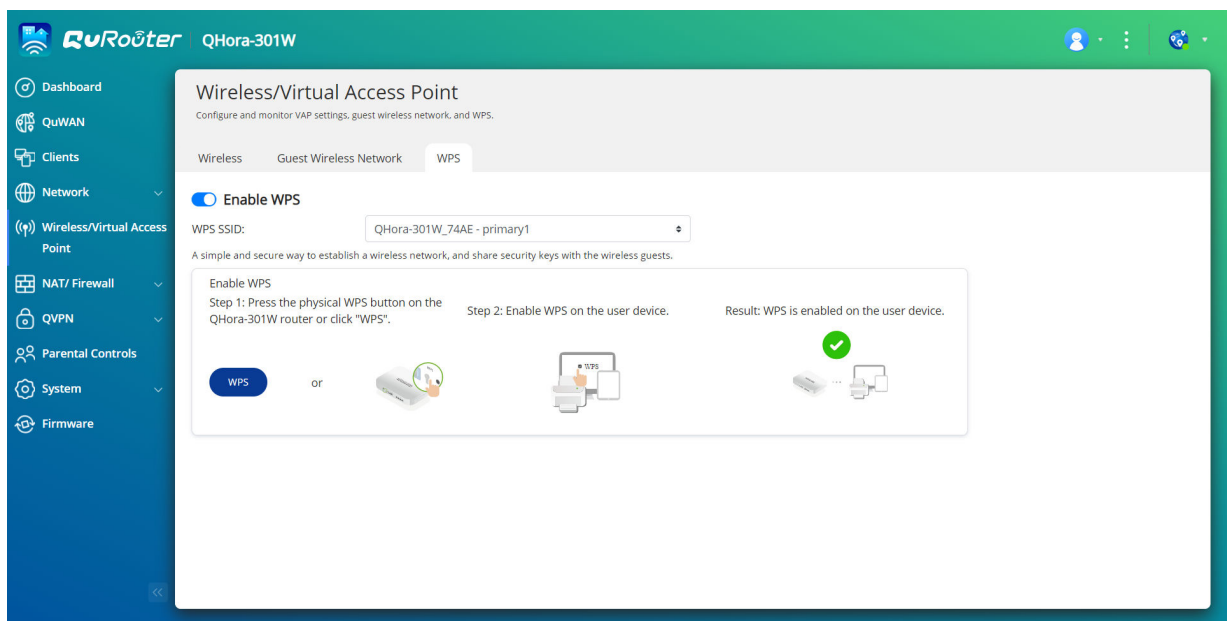 QuRouter QHora-301W
Dashboard
QuWAN
Clients
Network
Wireless/Virtual Access
Point
NAT/ Firewall
QVPN
Parental Controls
System
Firmware
Wireless/Virtual Access Point
Configure and monitor VAP settings, guest wireless network, and WPS.
Wireless Guest Wireless Network WPS
Enable WPS
WPS SSID: QHora-301W_74AE - primary1
A simple and secure way to establish a wireless network, and share security keys with the wireless guests.
Enable WPS
Step 1: Press the physical WPS button on the
QHora-301W router or click "WPS".
Step 2: Enable WPS on the user device.
Result: WPS is enabled on the user device.
WPS or
WPS